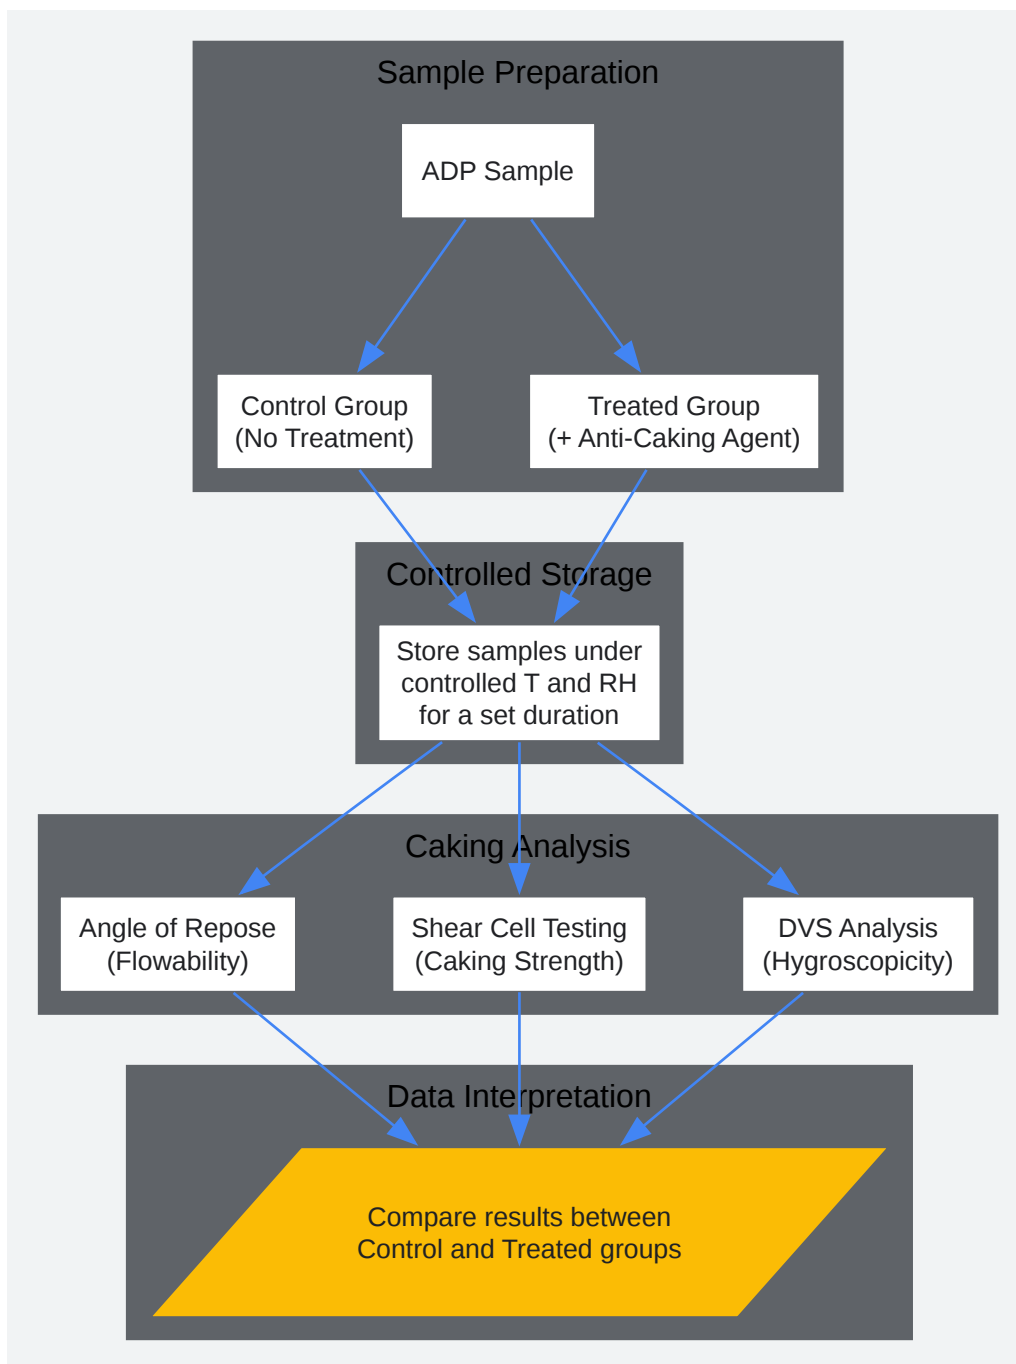 Sample Preparation
ADP Sample
Control Group
(No Treatment)
Treated Group
(+ Anti-Caking Agent)
Controlled Storage
Store samples under
controlled T and RH
for a set duration
Caking Analysis
Angle of Repose
(Flowability)
Shear Cell Testing
(Caking Strength)
DVS Analysis
(Hygroscopicity)
Data Interpretation
Compare results between
Control and Treated groups